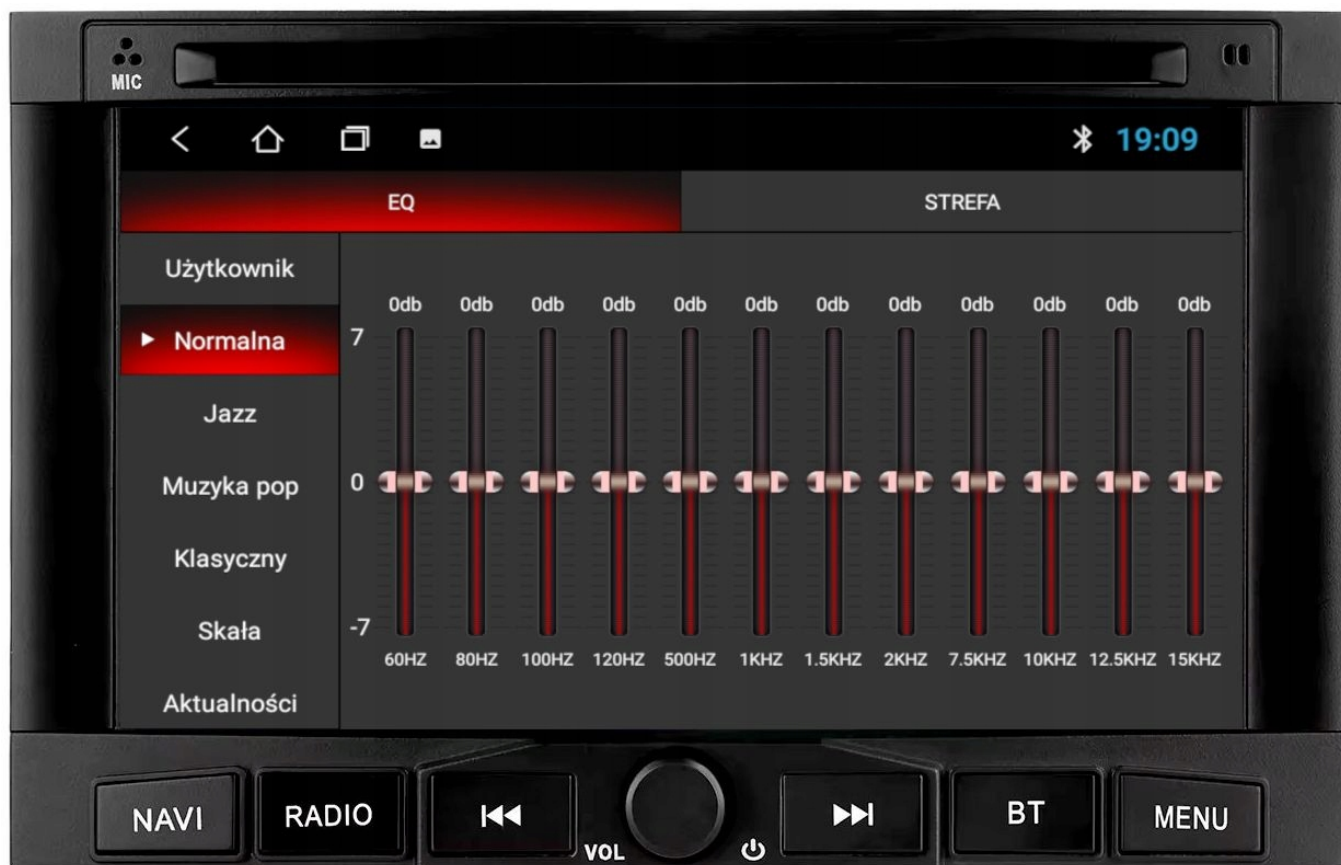 MIC
19:09
EQ STREFA
Użytkownik
0db 0db 0db 0db 0db 0db 0db 0db 0db 0db 0db 0db
7
Normalna
Jazz
Muzyka pop
0
Klasyczny
Skała
-7
60HZ 80HZ 100HZ 120HZ 500HZ 1KHZ 1.5KHZ 2KHZ 7.5KHZ 10KHZ 12.5KHZ 15KHZ
Aktualności
NAVI RADIO BT MENU
VOL